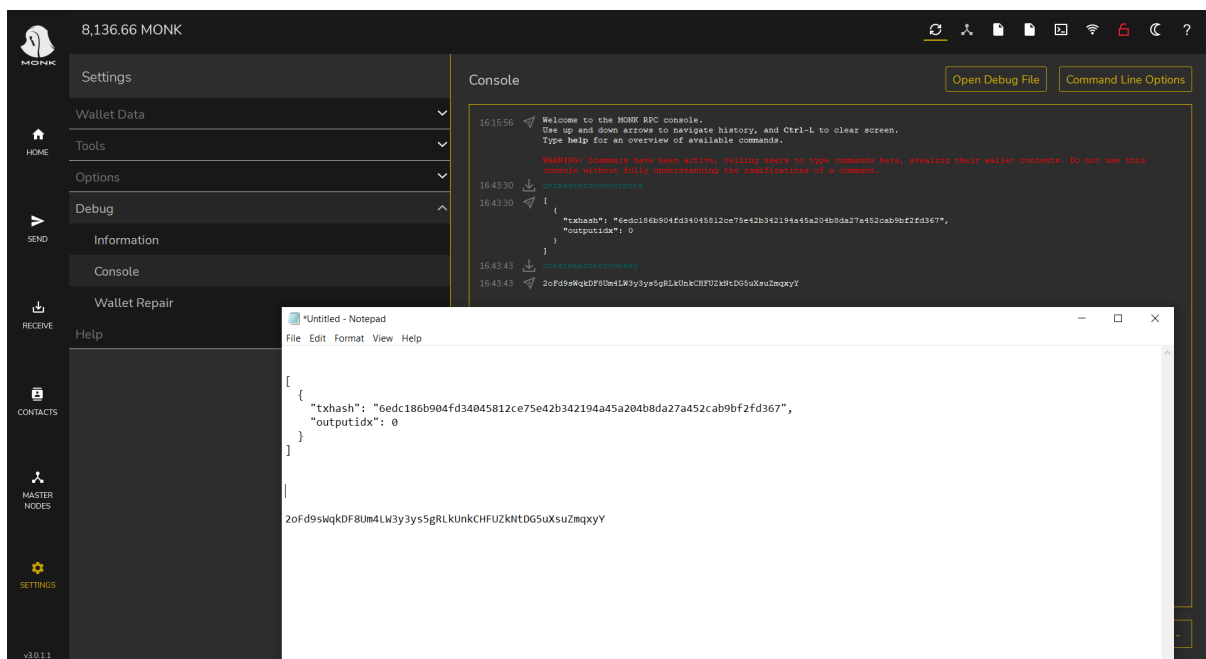 MONK
8,136.66 MONK
?
HOME
SEND
RECEIVE
CONTACTS
MASTER
NODES
SETTINGS
v3.0.1.1
Settings
Wallet Data
Tools
Options
Debug
Information
Console
Wallet Repair
Help
Console
Open Debug File
Command Line Options
16:15:56 Welcome to the MONK RPC console.
Use up and down arrows to navigate history, and Ctrl-L to clear screen.
Type help for an overview of available commands.
WARNING: Scammers have been active, telling users to type commands here, stealing their wallet contents. Do not use this
console without fully understanding the ramifications of a command.
16:43:30 getmasternodeoutputs
16:43:30 [
{
"txhash": "6edc186b904fd34045812ce75e42b342194a45a204b8da27a452cab9bf2fd367",
"outputidx": 0
}
]
16:43:43 createmasternodekey
16:43:43 2oFd9sWqkDF8Um4LW3y3ys5gRLkUnkCHFUZkNtDG5uXsuZmqxyY
*Untitled - Notepad
File Edit Format View Help
[
{
"txhash": "6edc186b904fd34045812ce75e42b342194a45a204b8da27a452cab9bf2fd367",
"outputidx": 0
}
]
2oFd9sWqkDF8Um4LW3y3ys5gRLkUnkCHFUZkNtDG5uXsuZmqxyY